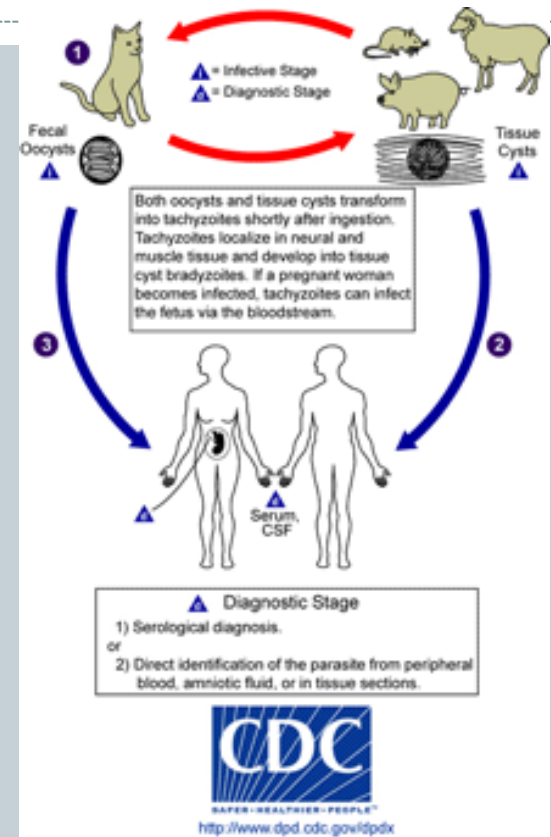 1
i = Infective Stage
d = Diagnostic Stage
Fecal
Oocysts
i
Tissue
Cysts
i
Both oocysts and tissue cysts transform
into tachyzoites shortly after ingestion.
Tachyzoites localize in neural and
muscle tissue and develop into tissue
cyst bradyzoites. If a pregnant woman
becomes infected, tachyzoites can infect
the fetus via the bloodstream.
3
2
d
d
Serum,
CSF
d Diagnostic Stage
1) Serological diagnosis.
or
2) Direct identification of the parasite from peripheral
blood, amniotic fluid, or in tissue sections.
CDC
SAFER•HEALTHIER•PEOPLE™
http://www.dpd.cdc.gov/dpdx